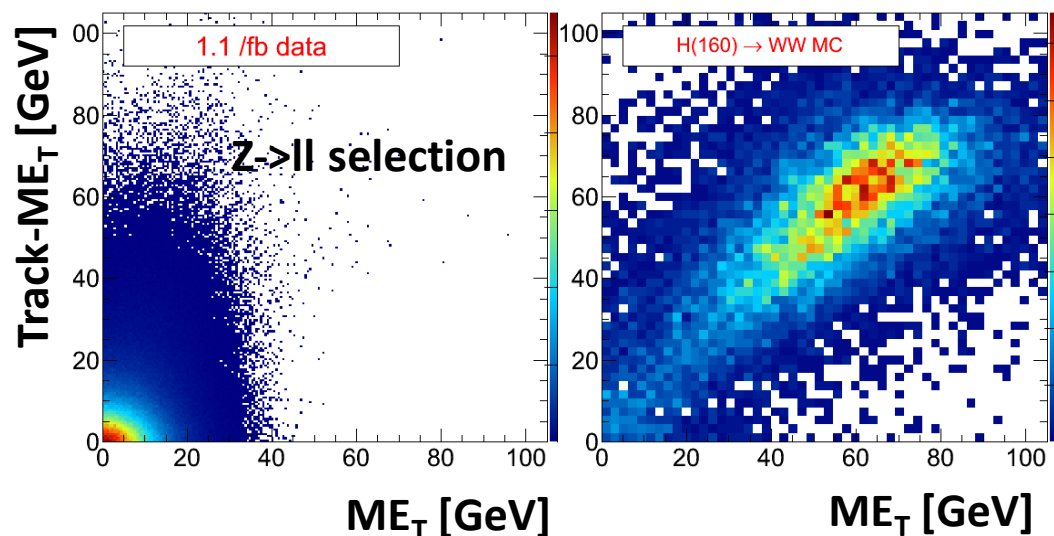 1.1 /fb data
H(160) → WW MC
Z->ll selection
Track-ME_T [GeV]
00
80
60
40
20
0
0 20 40 60 80 100
ME_T [GeV]
100
80
60
40
20
0
0 20 40 60 80 100
ME_T [GeV]